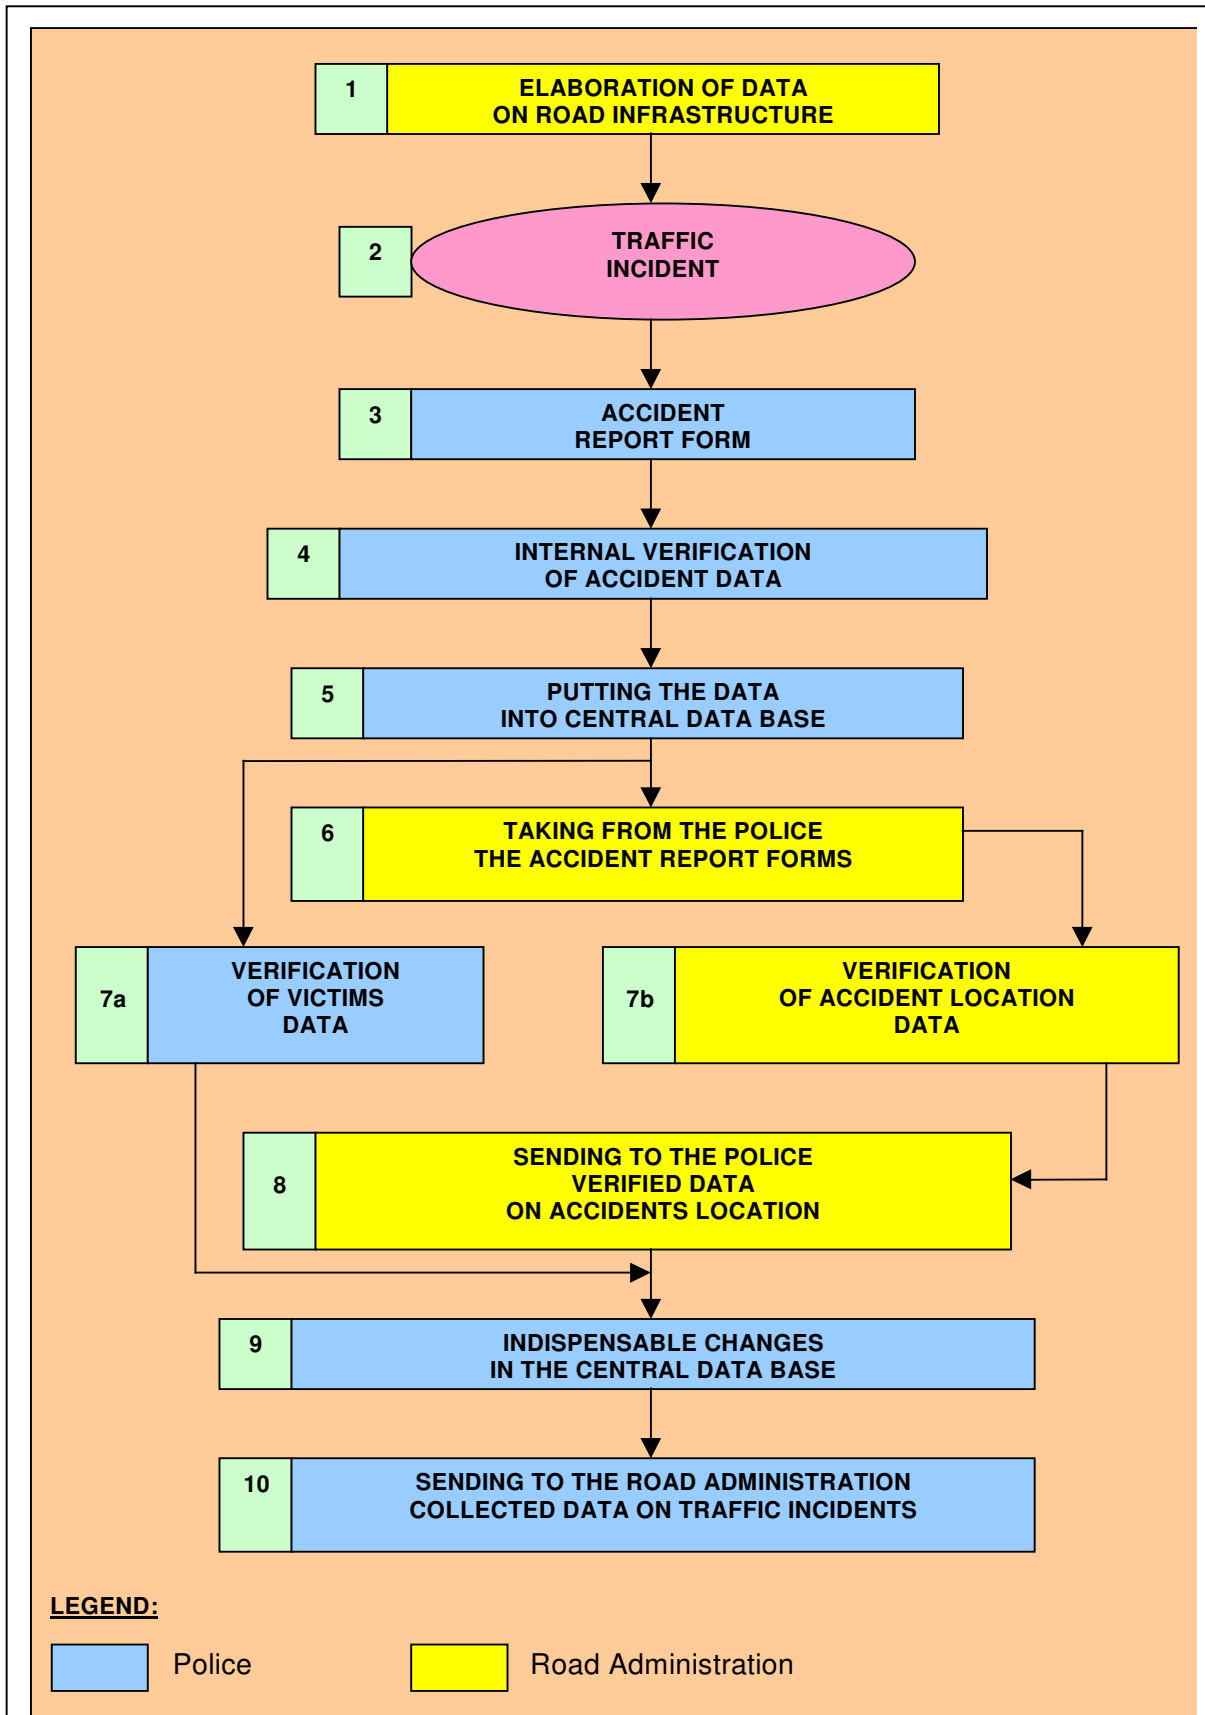 1
ELABORATION OF DATA
ON ROAD INFRASTRUCTURE
2
TRAFFIC
INCIDENT
3
ACCIDENT
REPORT FORM
4
INTERNAL VERIFICATION
OF ACCIDENT DATA
5
PUTTING THE DATA
INTO CENTRAL DATA BASE
6
TAKING FROM THE POLICE
THE ACCIDENT REPORT FORMS
7a
VERIFICATION
OF VICTIMS
DATA
7b
VERIFICATION
OF ACCIDENT LOCATION
DATA
8
SENDING TO THE POLICE
VERIFIED DATA
ON ACCIDENTS LOCATION
9
INDISPENSABLE CHANGES
IN THE CENTRAL DATA BASE
10
SENDING TO THE ROAD ADMINISTRATION
COLLECTED DATA ON TRAFFIC INCIDENTS
LEGEND:
Police
Road Administration